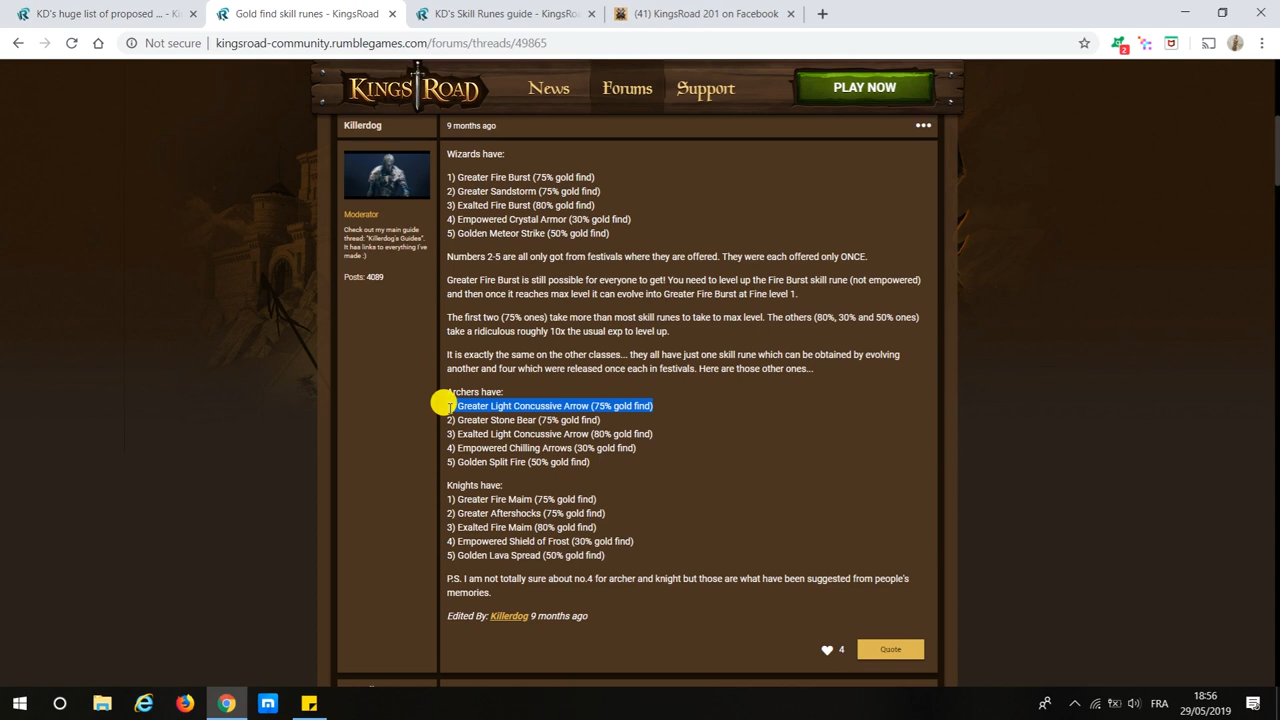 KD's huge list of proposed ... - Ki
Gold find skill runes - KingsRoad
KD's Skill Runes guide - KingsRo
(41) KingsRoad 201 on Facebook
Not secure
kingsroad-community.rumblegames.com/forums/threads/49865
2
KINGS ROAD
News
Forums
Support
PLAY NOW
Killerdog
9 months ago
Moderator
Check out my main guide
thread: "Killerdog's Guides".
It has links to everything I've
made :)
Posts: 4089
Wizards have:
1) Greater Fire Burst (75% gold find)
2) Greater Sandstorm (75% gold find)
3) Exalted Fire Burst (80% gold find)
4) Empowered Crystal Armor (30% gold find)
5) Golden Meteor Strike (50% gold find)
Numbers 2-5 are all only got from festivals where they are offered. They were each offered only ONCE.
Greater Fire Burst is still possible for everyone to get! You need to level up the Fire Burst skill rune (not empowered)
and then once it reaches max level it can evolve into Greater Fire Burst at Fine level 1.
The first two (75% ones) take more than most skill runes to take to max level. The others (80%, 30% and 50% ones)
take a ridiculous roughly 10x the usual exp to level up.
It is exactly the same on the other classes... they all have just one skill rune which can be obtained by evolving
another and four which were released once each in festivals. Here are those other ones...
Archers have:
1) Greater Light Concussive Arrow (75% gold find)
2) Greater Stone Bear (75% gold find)
3) Exalted Light Concussive Arrow (80% gold find)
4) Empowered Chilling Arrows (30% gold find)
5) Golden Split Fire (50% gold find)
Knights have:
1) Greater Fire Maim (75% gold find)
2) Greater Aftershocks (75% gold find)
3) Exalted Fire Maim (80% gold find)
4) Empowered Shield of Frost (30% gold find)
5) Golden Lava Spread (50% gold find)
P.S. I am not totally sure about no.4 for archer and knight but those are what have been suggested from people's
memories.
Edited By: Killerdog 9 months ago
4
Quote
FRA
18:56
29/05/2019